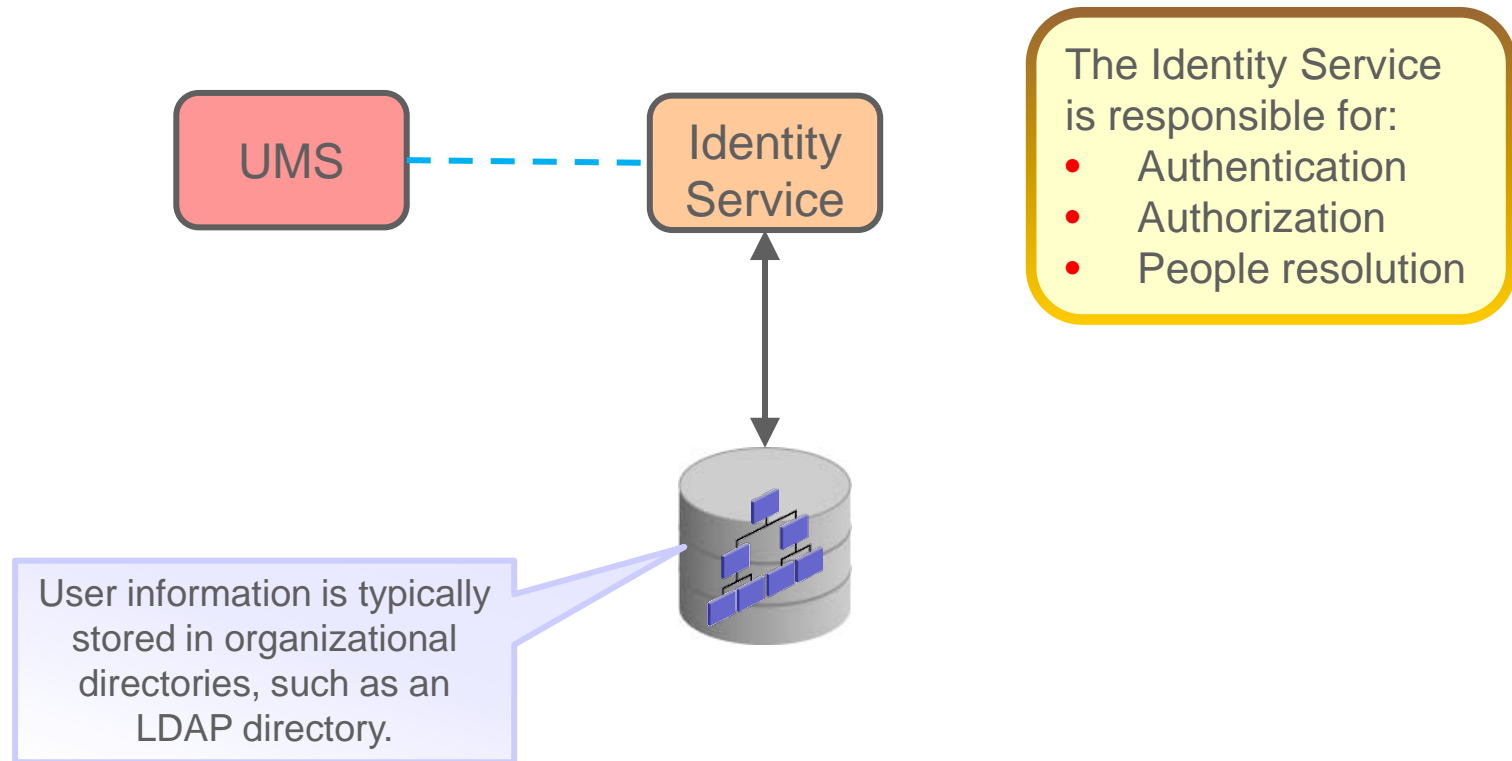 UMS
Identity
Service
The Identity Service
is responsible for:
• Authentication
• Authorization
• People resolution
User information is typically
stored in organizational
directories, such as an
LDAP directory.